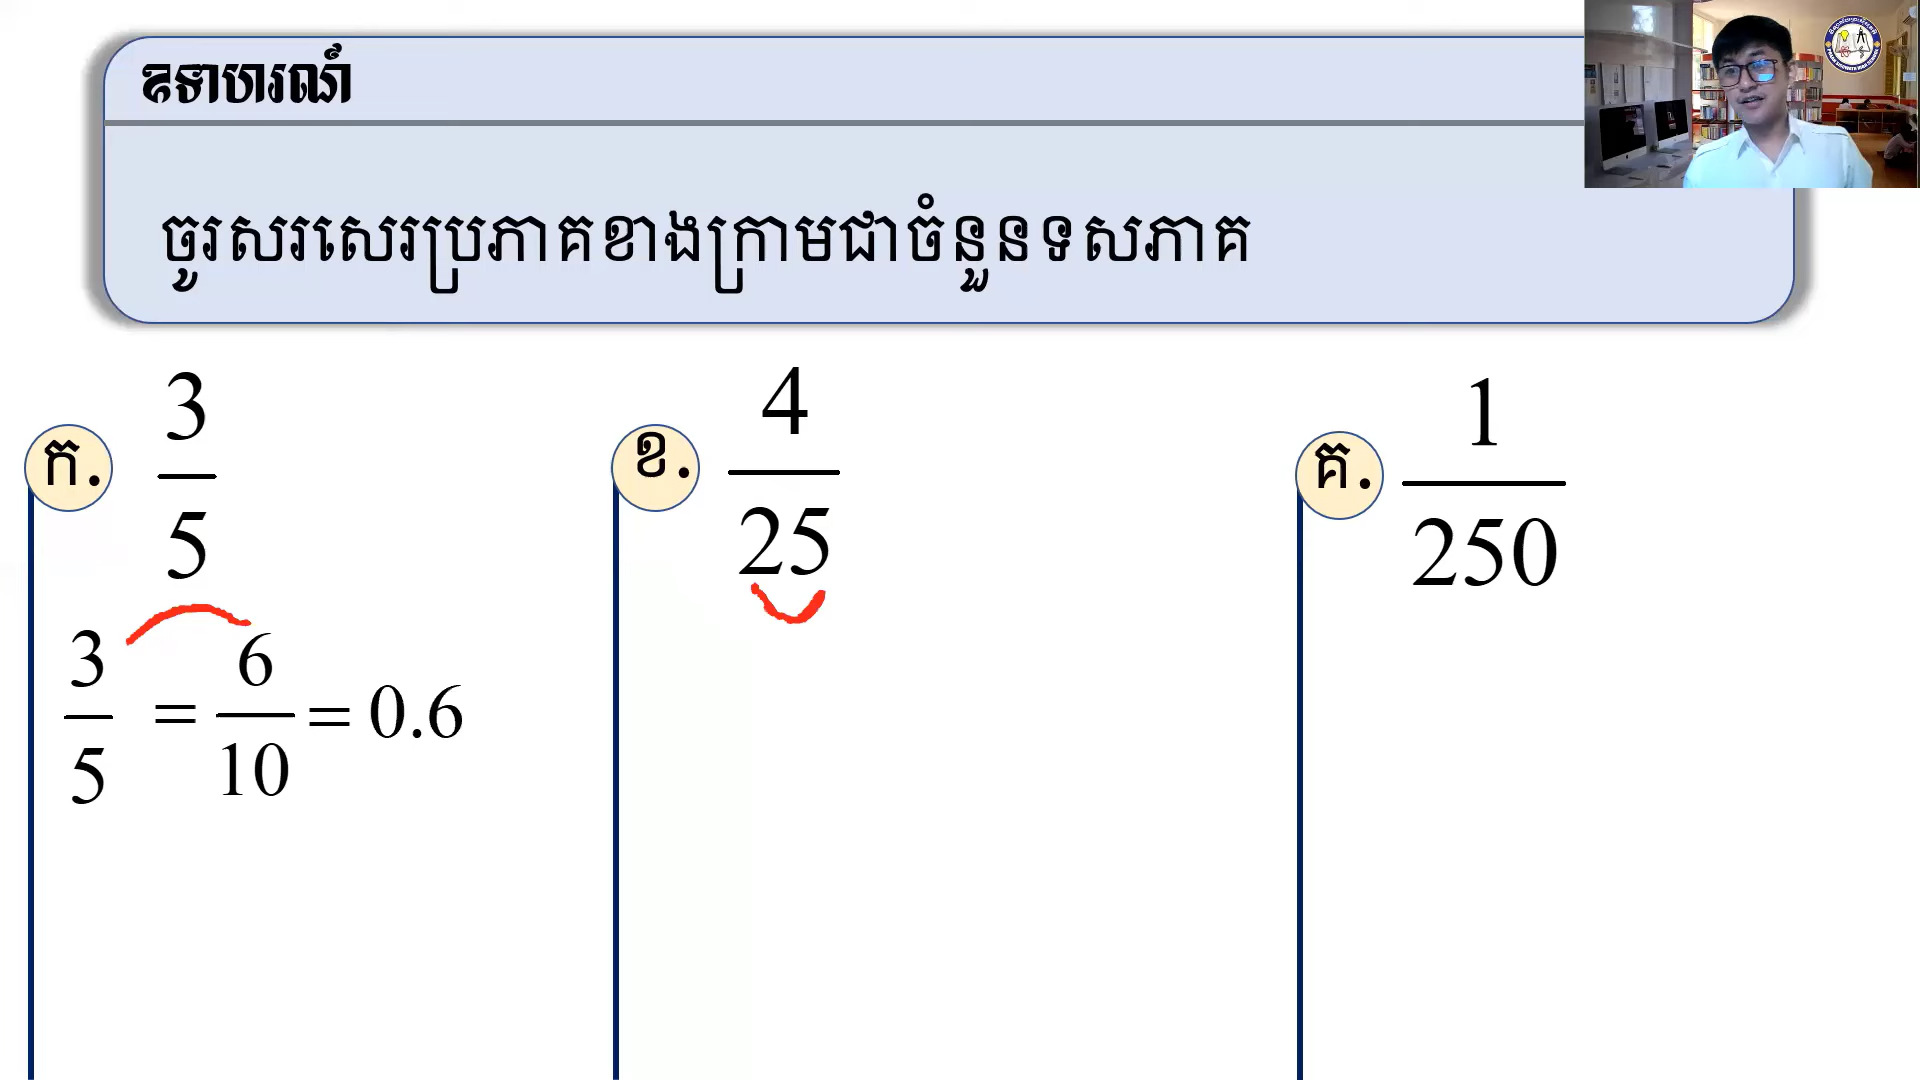 ឧទាហរណ៍
ចូរសរសេរប្រភាគខាងក្រាមជាចំនួនទសភាគ
ក. 3/5
3/5 = 6/10 = 0.6
ខ. 4/25
គ. 1/250